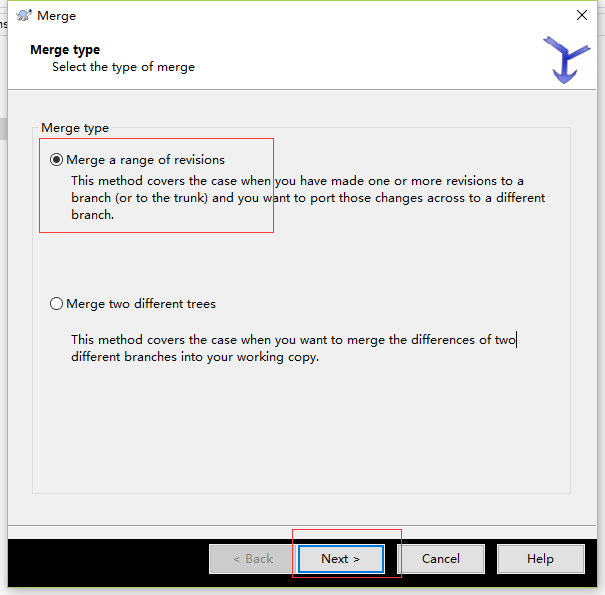 Merge
Merge type
Select the type of merge
Merge type
Merge a range of revisions
This method covers the case when you have made one or more revisions to a
branch (or to the trunk) and you want to port those changes across to a different
branch.
Merge two different trees
This method covers the case when you want to merge the differences of two
different branches into your working copy.
< Back Next > Cancel Help